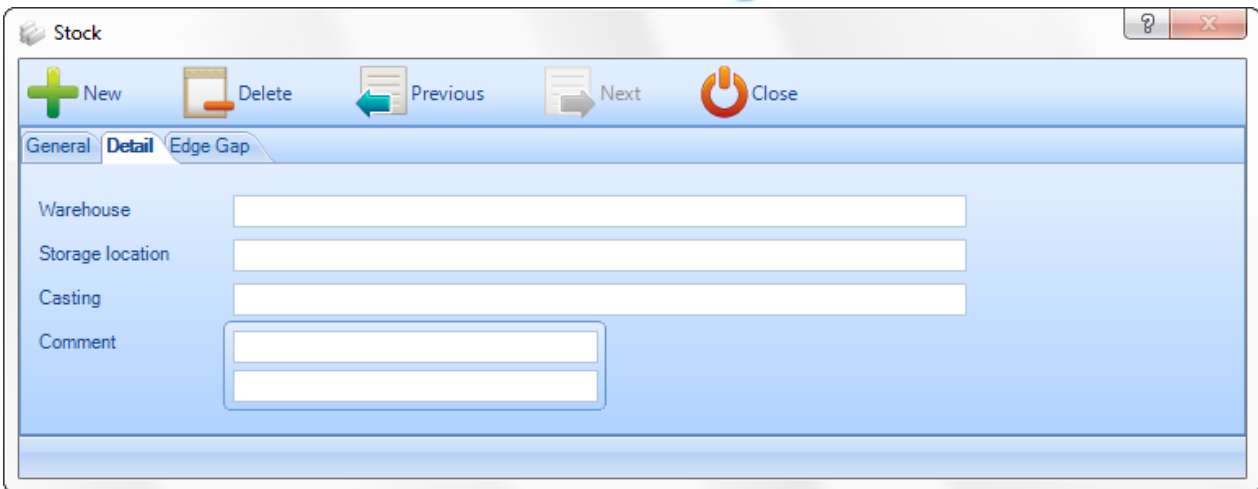 Stock
New Delete Previous Next Close
General Detail Edge Gap
Warehouse
Storage location
Casting
Comment